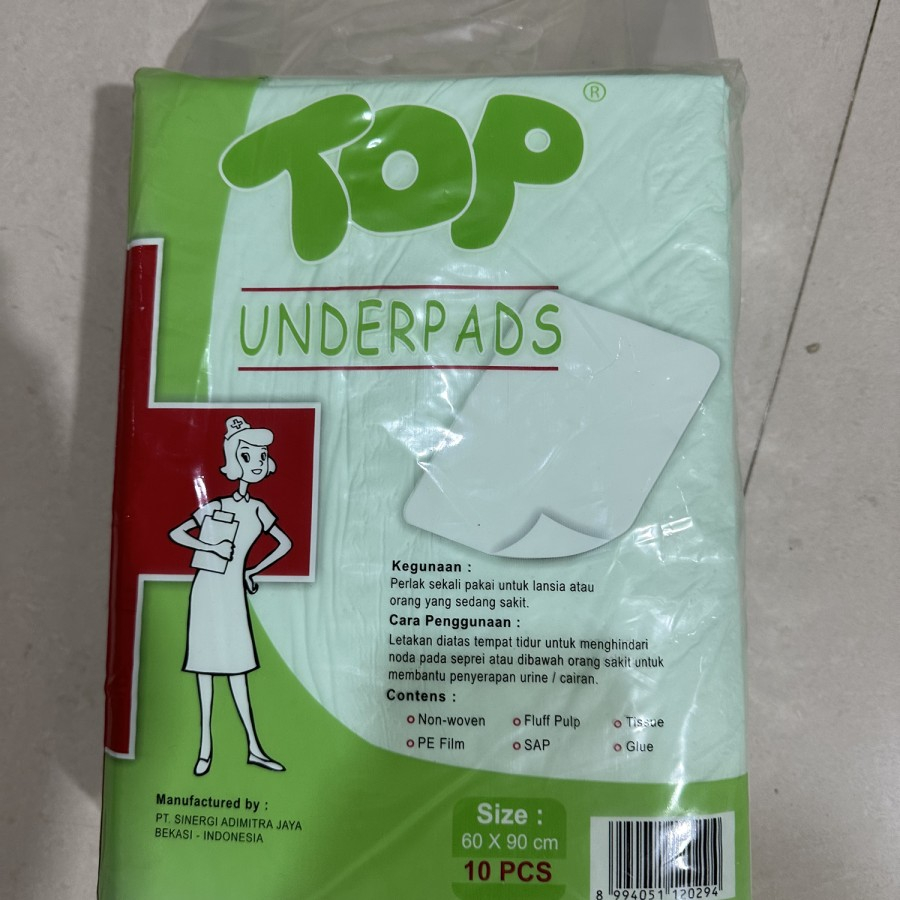 TOP ®
UNDERPADS
Kegunaan :
Perlak sekali pakai untuk lansia atau
orang yang sedang sakit.
Cara Penggunaan :
Letakan diatas tempat tidur untuk menghindari
noda pada seprei atau dibawah orang sakit untuk
membantu penyerapan urine / cairan.
Contens :
Non-woven Fluff Pulp Tissue
PE Film SAP Glue
Manufactured by :
PT. SINERGI ADIMITRA JAYA
BEKASI - INDONESIA
Size :
60 X 90 cm
10 PCS
8 994051 120294